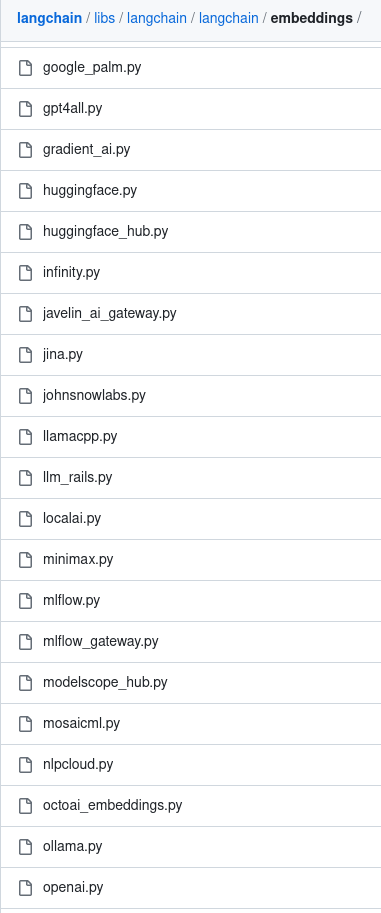 langchain / libs / langchain / langchain / embeddings /
google_palm.py
gpt4all.py
gradient_ai.py
huggingface.py
huggingface_hub.py
infinity.py
javelin_ai_gateway.py
jina.py
johnsnowlabs.py
llamacpp.py
llm_rails.py
localai.py
minimax.py
mlflow.py
mlflow_gateway.py
modelscope_hub.py
mosaicml.py
nlpcloud.py
octoai_embeddings.py
ollama.py
openai.py